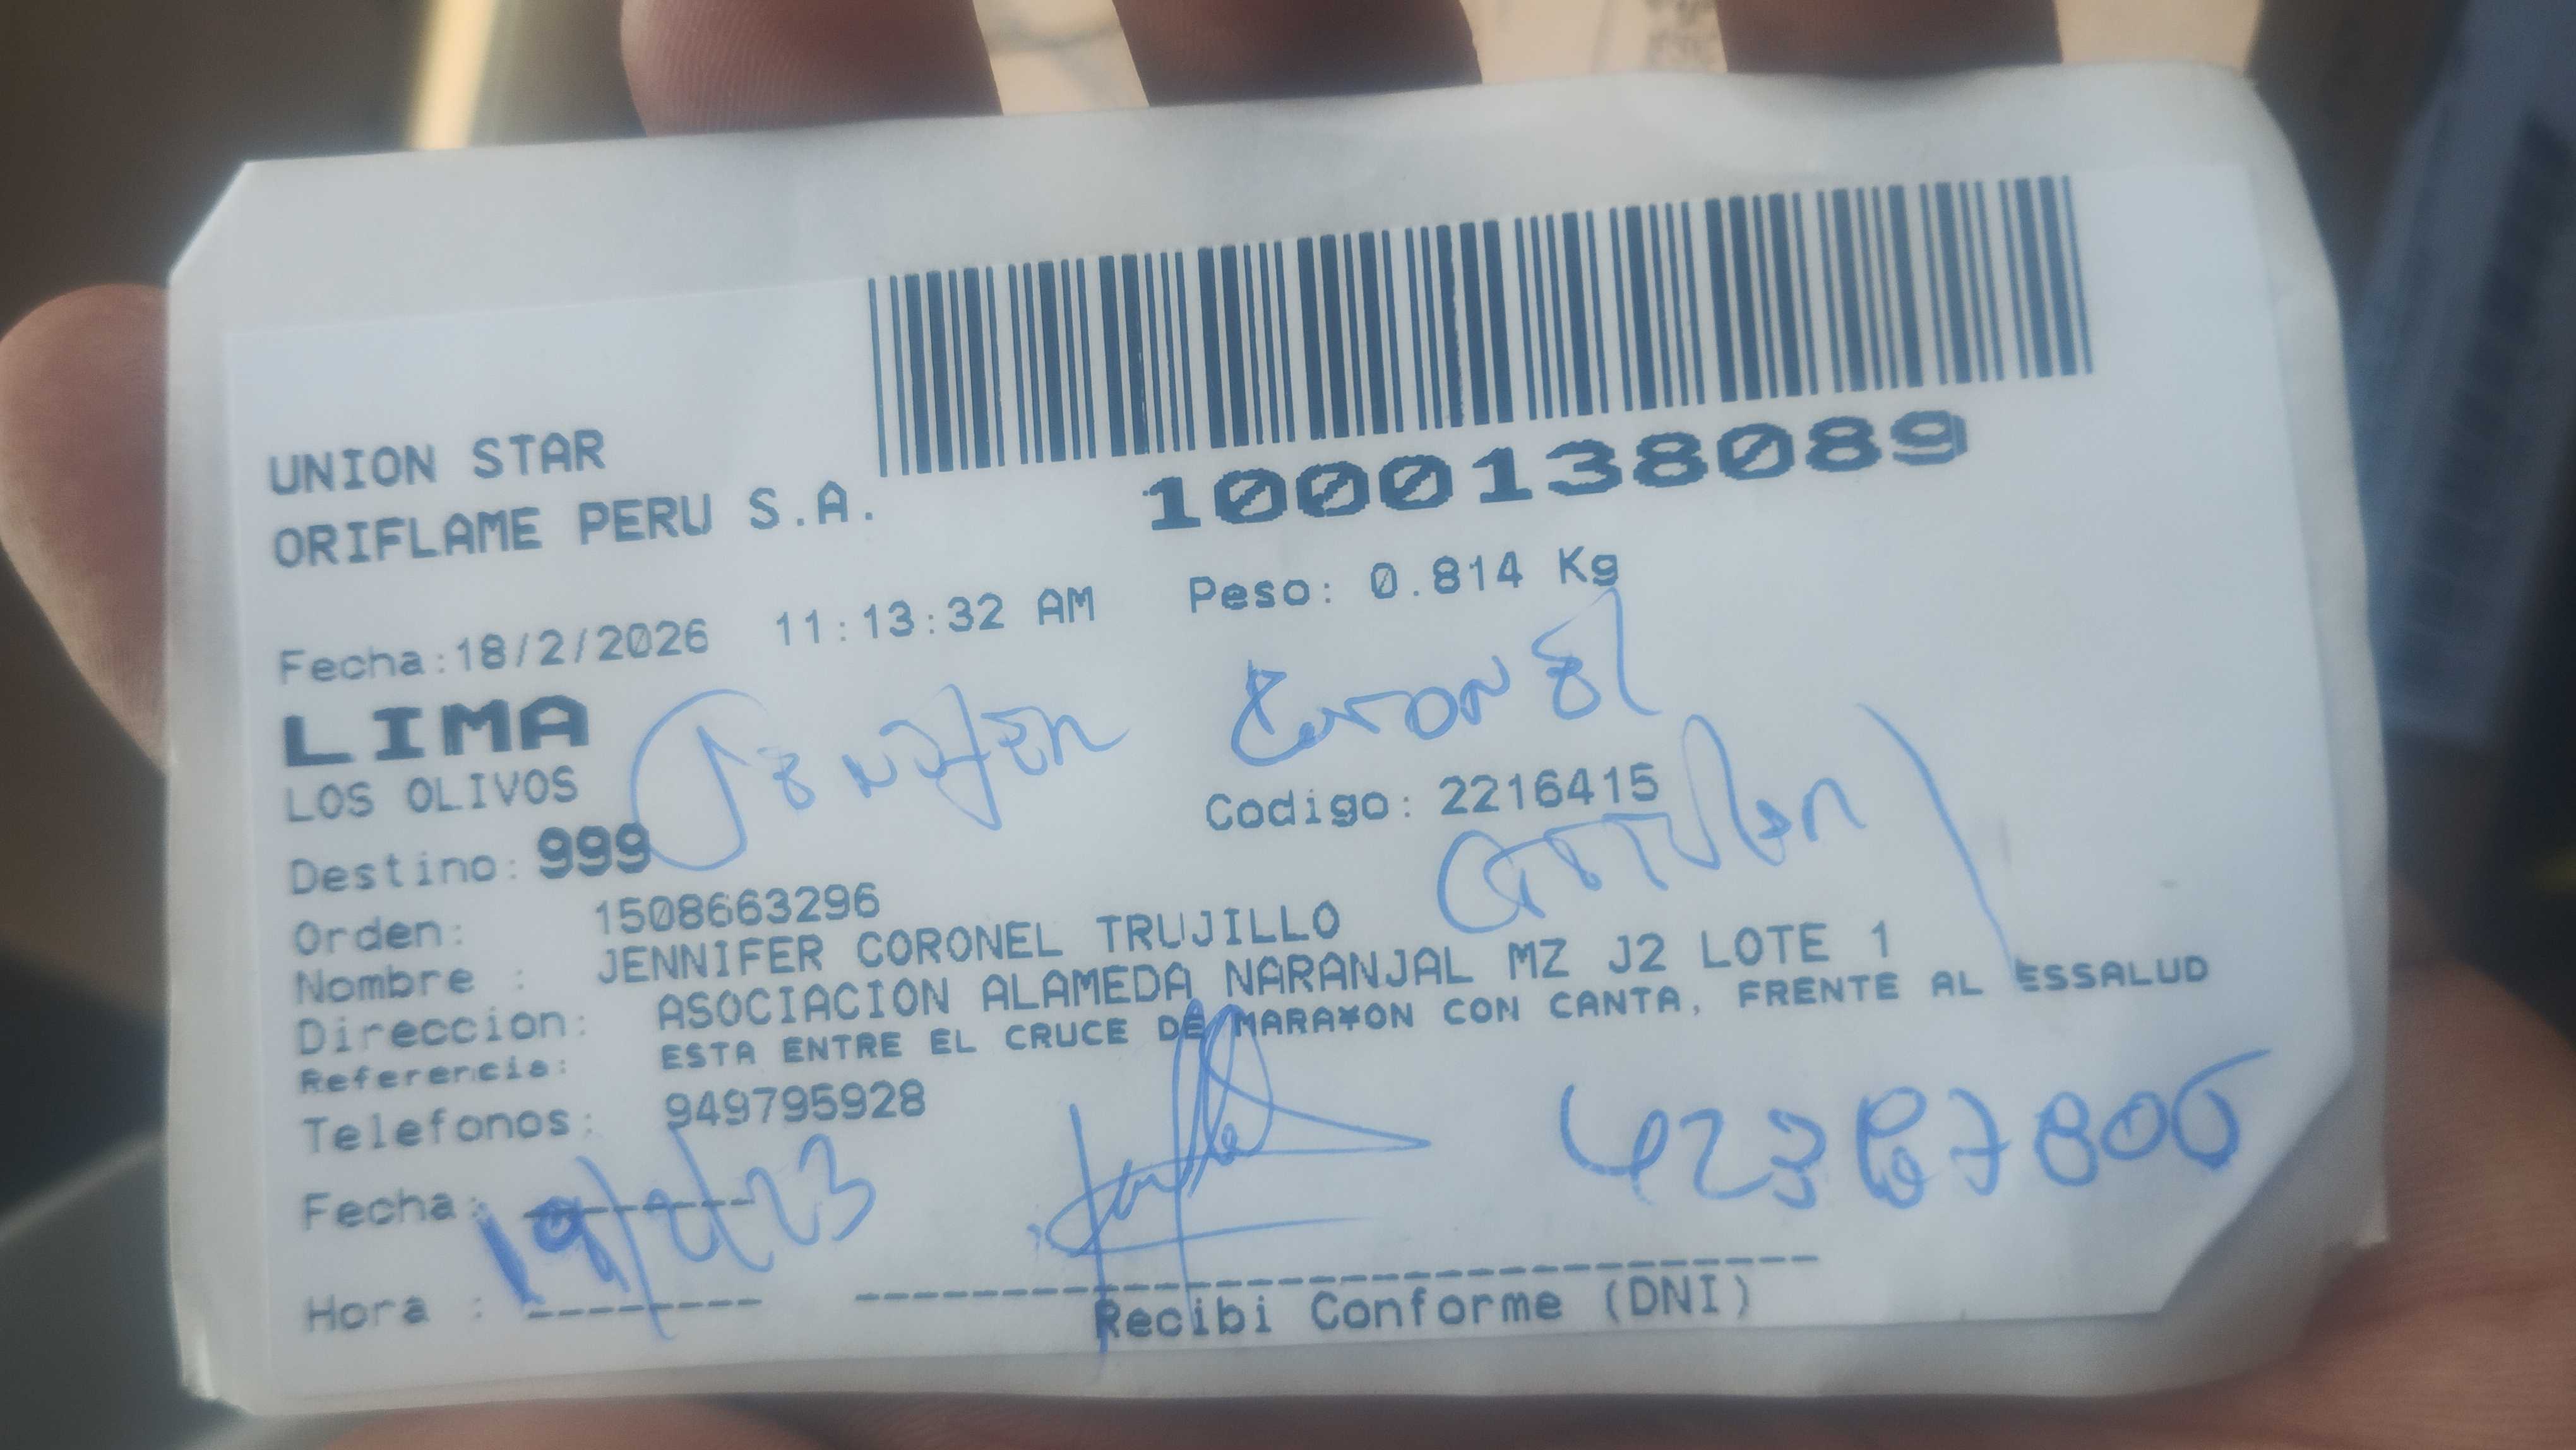 UNION STAR
ORIFLAME PERU S.A.
1000138089
Fecha:18/2/2026 11:13:32 AM Peso: 0.814 Kg
LIMA
LOS OLIVOS
Coronel
Destino: 999 Codigo: 2216415
Orden: 1508663296
Nombre : JENNIFER CORONEL TRUJILLO
Direccion: ASOCIACION ALAMEDA NARANJAL MZ J2 LOTE 1
Referencia: ESTA ENTRE EL CRUCE DE MARA¥ON CON CANTA, FRENTE AL ESSALUD
Telefonos: 949795928
Fecha:
Hora :
Recibi Conforme (DNI)